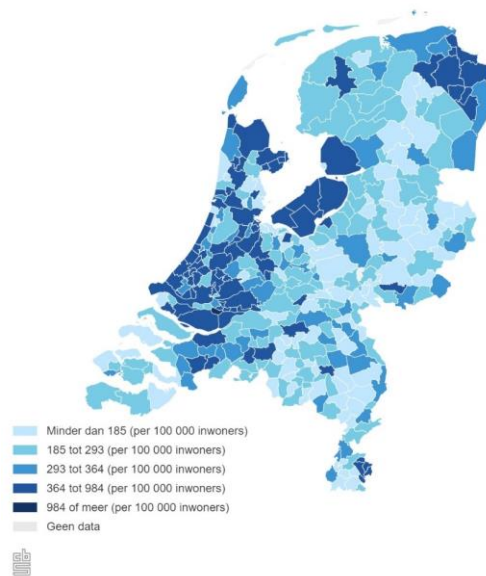 Minder dan 185 (per 100 000 inwoners)
185 tot 293 (per 100 000 inwoners)
293 tot 364 (per 100 000 inwoners)
364 tot 984 (per 100 000 inwoners)
984 of meer (per 100 000 inwoners)
Geen data